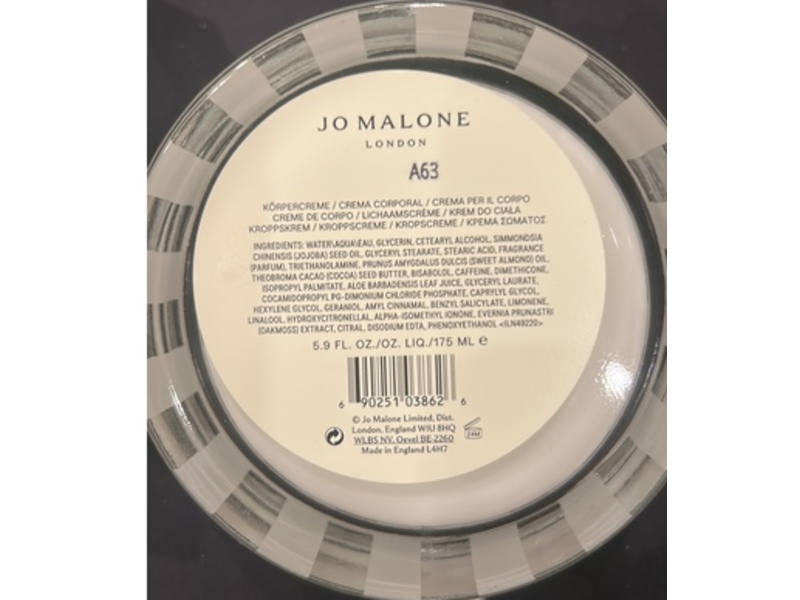 JO MALONE
LONDON
A63
KÖRPERCREME / CREMA CORPORAL / CREMA PER IL CORPO
CREME DE CORPO / LICHAAMSCRÈME / KREM DO CIAŁA
KROPPSKREM / KROPPSCREME / KROPSCREME / ΚΡΕΜΑ ΣΩΜΑΤΟΣ
INGREDIENTS: WATER\AQUA\EAU, GLYCERIN, CETEARYL ALCOHOL, SIMMONDSIA
CHINENSIS (JOJOBA) SEED OIL, GLYCERYL STEARATE, STEARIC ACID, FRAGRANCE
(PARFUM), TRIETHANOLAMINE, PRUNUS AMYGDALUS DULCIS (SWEET ALMOND) OIL,
THEOBROMA CACAO (COCOA) SEED BUTTER, BISABOLOL, CAFFEINE, DIMETHICONE,
ISOPROPYL PALMITATE, ALOE BARBADENSIS LEAF JUICE, GLYCERYL LAURATE,
COCAMIDOPROPYL PG-DIMONIUM CHLORIDE PHOSPHATE, CAPRYLYL GLYCOL,
HEXYLENE GLYCOL, GERANIOL, AMYL CINNAMAL, BENZYL SALICYLATE, LIMONENE,
LINALOOL, HYDROXYCITRONELLAL, ALPHA-ISOMETHYL IONONE, EVERNIA PRUNASTRI
(OAKMOSS) EXTRACT, CITRAL, DISODIUM EDTA, PHENOXYETHANOL <ILN49220>
5.9 FL. OZ./OZ. LIQ./175 ML e
6 90251 03862 6
© Jo Malone Limited, Dist.
London, England W1U 8HQ
WLBS NV. Oevel BE-2260
Made in England L4H7
24M